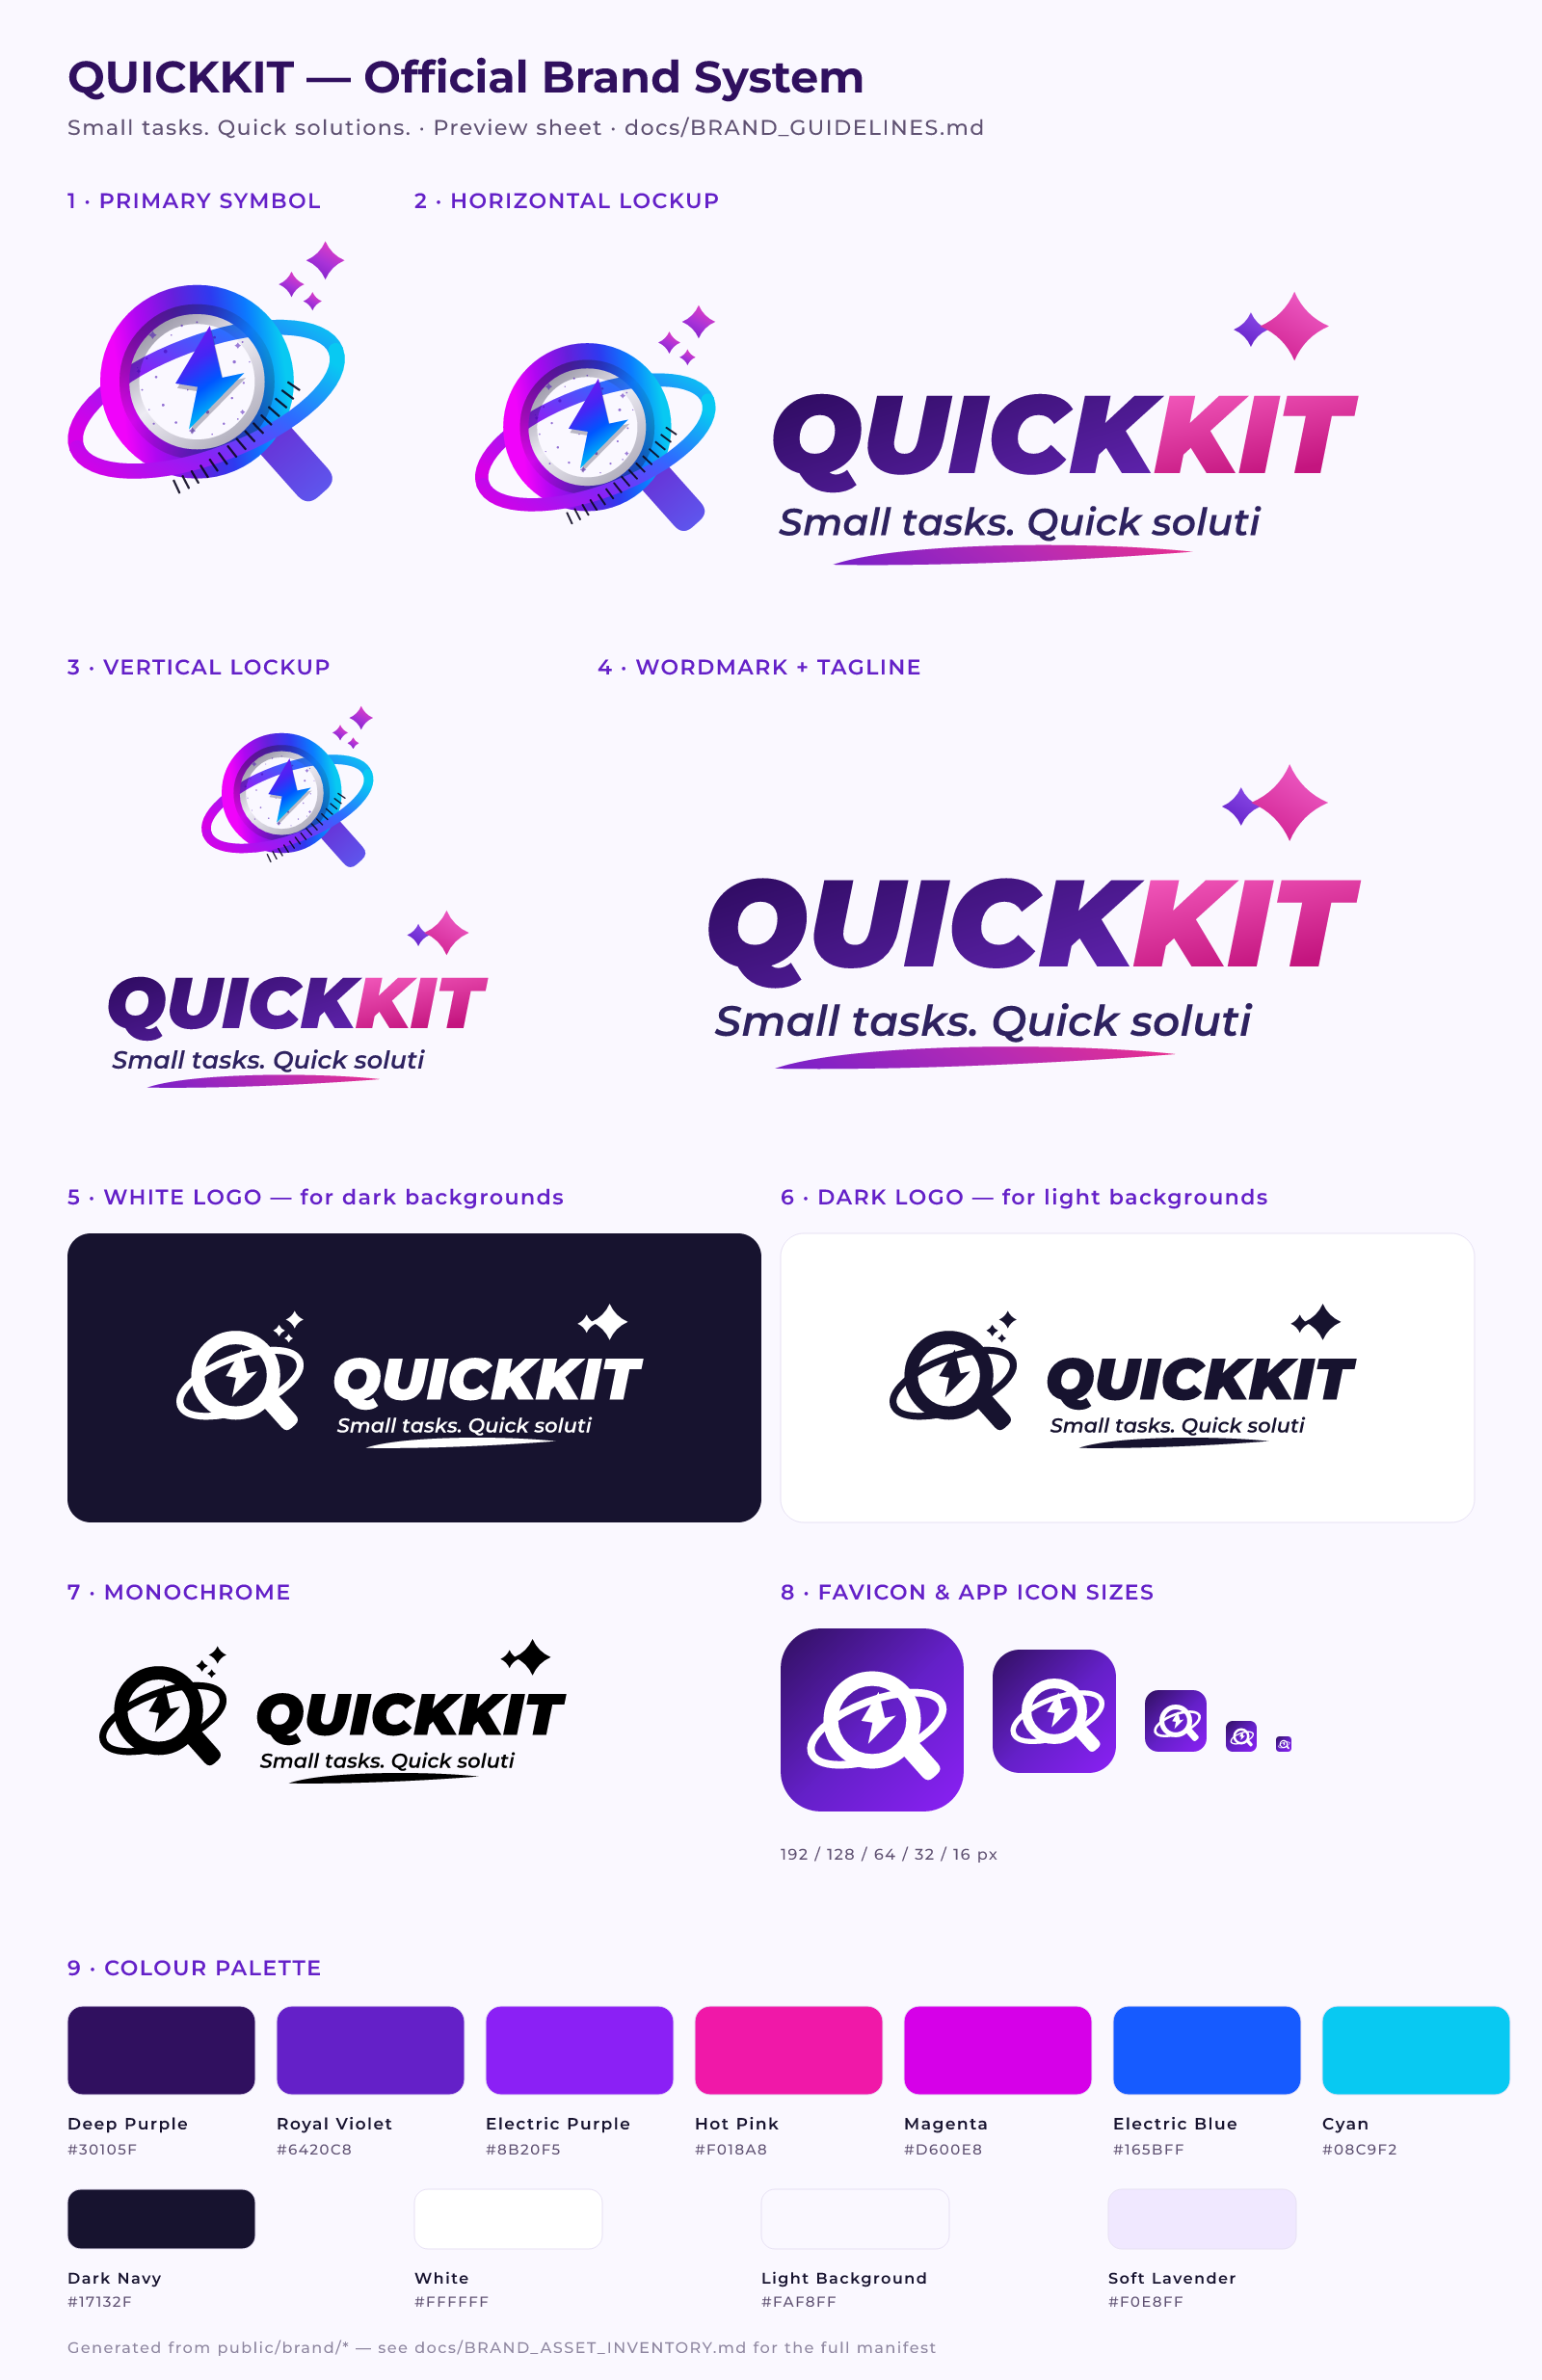 QUICKKIT — Official Brand System
Small tasks. Quick solutions. · Preview sheet · docs/BRAND_GUIDELINES.md
1 · PRIMARY SYMBOL
2 · HORIZONTAL LOCKUP
QUICKKIT
Small tasks. Quick soluti
3 · VERTICAL LOCKUP
4 · WORDMARK + TAGLINE
QUICKKIT
Small tasks. Quick soluti
QUICKKIT
Small tasks. Quick soluti
5 · WHITE LOGO — for dark backgrounds
6 · DARK LOGO — for light backgrounds
QUICKKIT
Small tasks. Quick soluti
QUICKKIT
Small tasks. Quick soluti
7 · MONOCHROME
8 · FAVICON & APP ICON SIZES
QUICKKIT
Small tasks. Quick soluti
192 / 128 / 64 / 32 / 16 px
9 · COLOUR PALETTE
Deep Purple
#30105F
Royal Violet
#6420C8
Electric Purple
#8B20F5
Hot Pink
#F018A8
Magenta
#D600E8
Electric Blue
#165BFF
Cyan
#08C9F2
Dark Navy
#17132F
White
#FFFFFF
Light Background
#FAF8FF
Soft Lavender
#F0E8FF
Generated from public/brand/* — see docs/BRAND_ASSET_INVENTORY.md for the full manifest